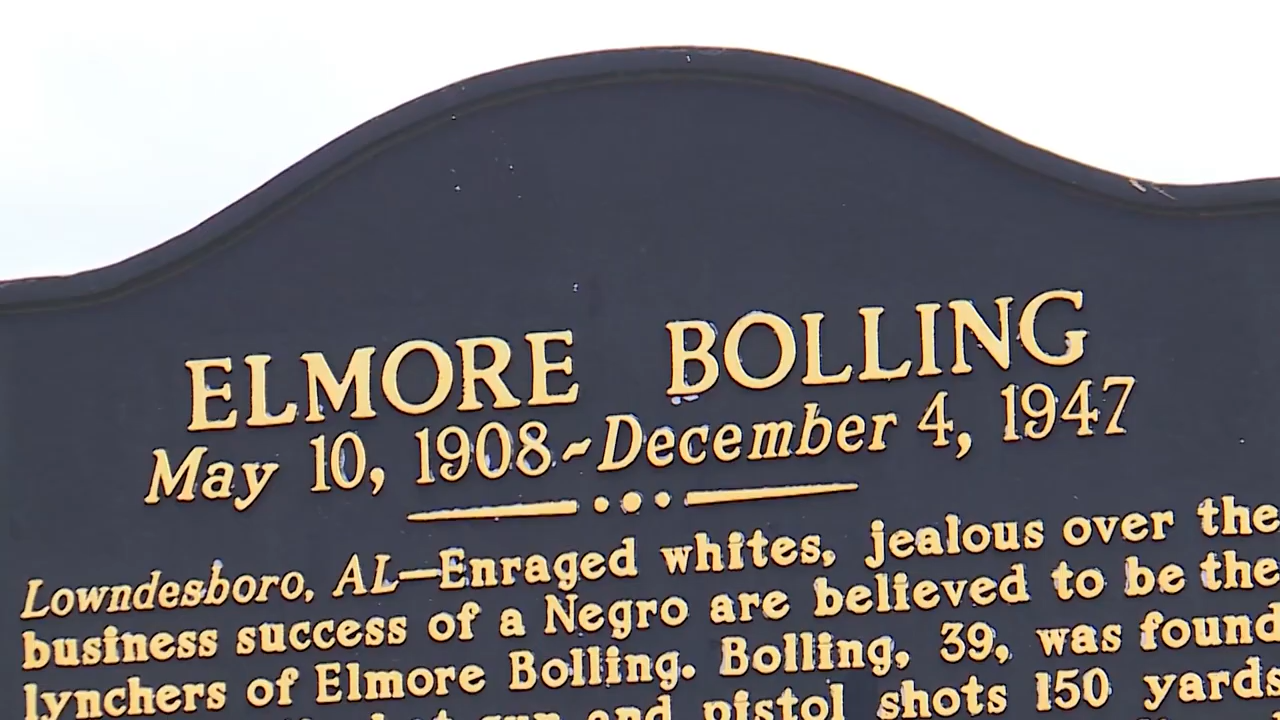 ELMORE BOLLING
May 10, 1908~December 4, 1947
Lowndesboro, AL—Enraged whites, jealous over the
business success of a Negro are believed to be the
lynchers of Elmore Bolling. Bolling, 39, was found
gun and pistol shots 150 yards